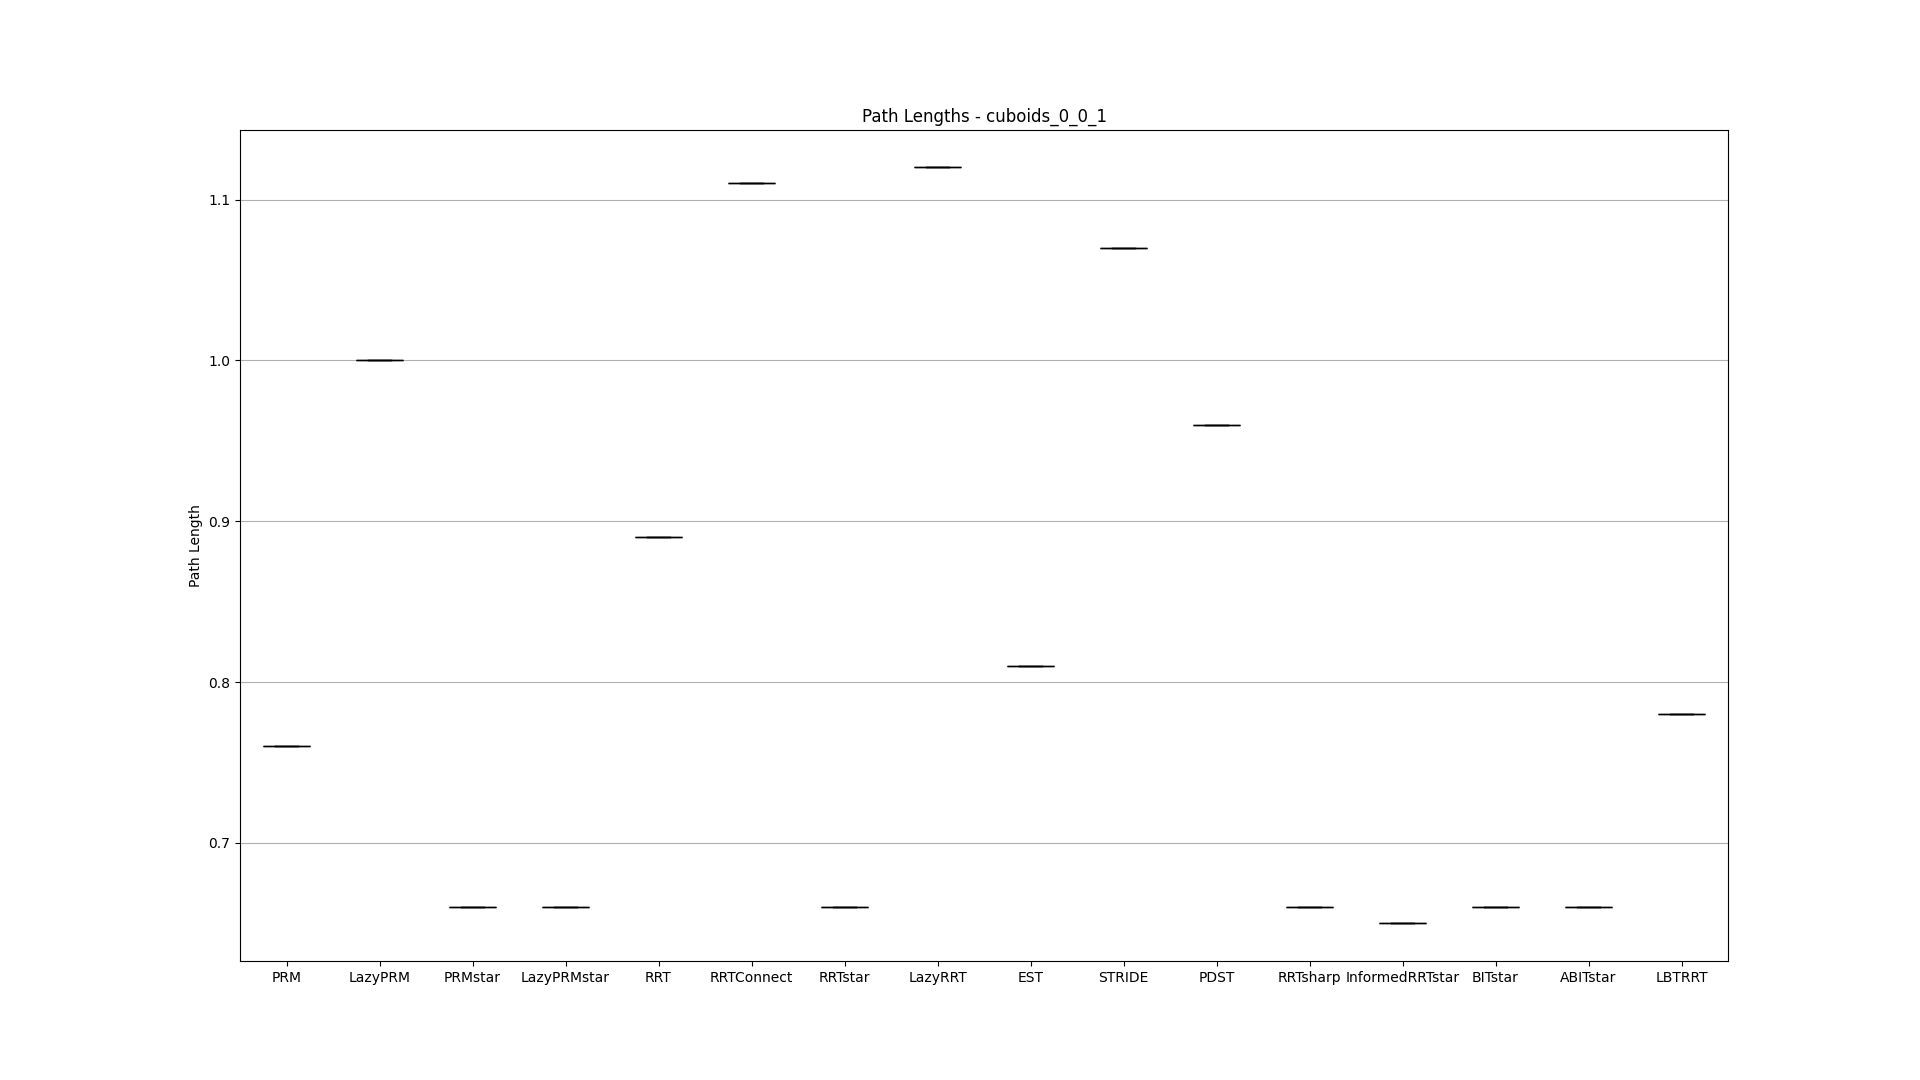 Path Lengths - cuboids_0_0_1
Path Length
1.1
1.0
0.9
0.8
0.7
PRM LazyPRM PRMstar LazyPRMstar RRT RRTConnect RRTstar LazyRRT EST STRIDE PDST RRTsharp InformedRRTstar BITstar ABITstar LBTRRT